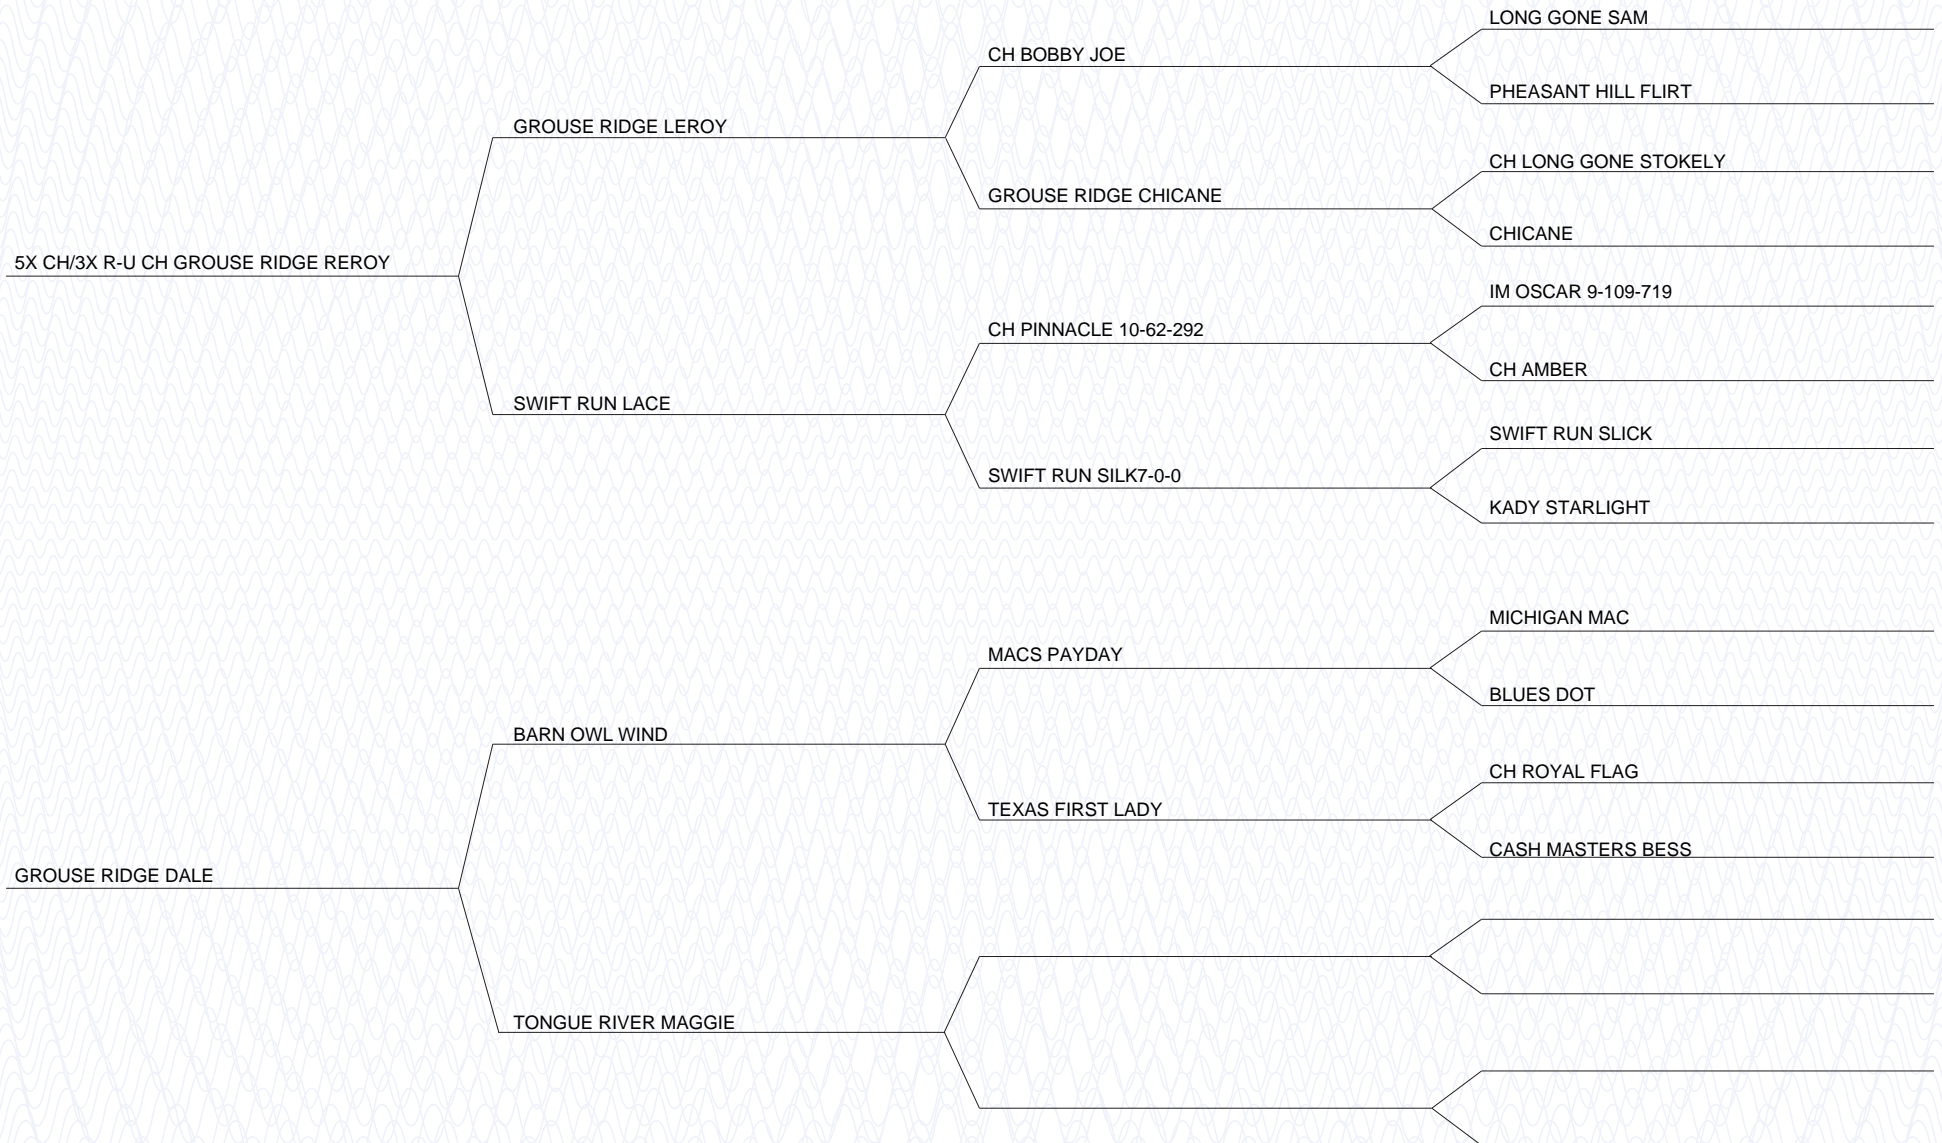 LONG GONE SAM
CH BOBBY JOE
PHEASANT HILL FLIRT
GROUSE RIDGE LEROY
CH LONG GONE STOKELY
GROUSE RIDGE CHICANE
CHICANE
5X CH/3X R-U CH GROUSE RIDGE REROY
IM OSCAR 9-109-719
CH PINNACLE 10-62-292
CH AMBER
SWIFT RUN LACE
SWIFT RUN SLICK
SWIFT RUN SILK7-0-0
KADY STARLIGHT
MICHIGAN MAC
MACS PAYDAY
BLUES DOT
BARN OWL WIND
CH ROYAL FLAG
TEXAS FIRST LADY
CASH MASTERS BESS
GROUSE RIDGE DALE
TONGUE RIVER MAGGIE